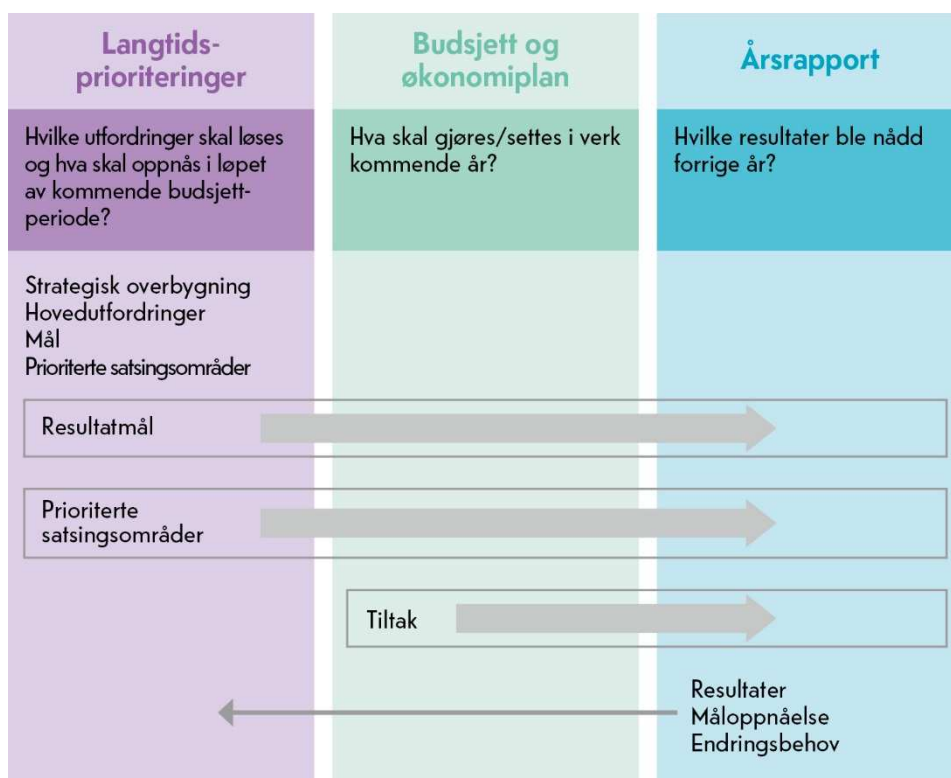 Langtids-
prioriteringer
Hvilke utfordringer skal løses
og hva skal oppnås i løpet
av kommende budsjett-
periode?
Strategisk overbygning
Hovedutfordringer
Mål
Prioriterte satsingsområder
Budsjett og
økonomiplan
Hva skal gjøres/settes i verk
kommende år?
Årsrapport
Hvilke resultater ble nådd
forrige år?
Resultatmål
Prioriterte
satsingsområder
Tiltak
Resultater
Måloppnåelse
Endringsbehov